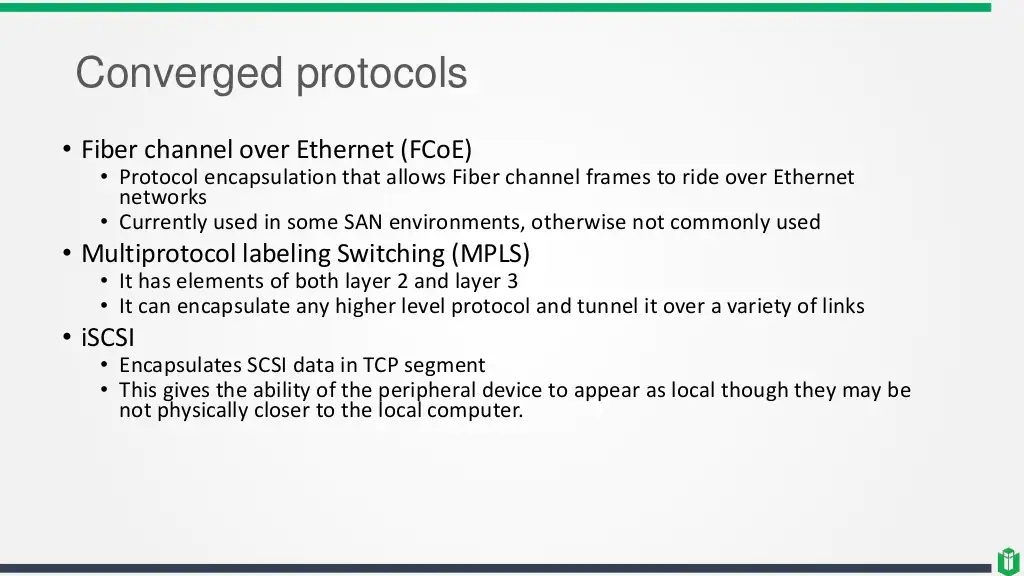 Converged protocols
• Fiber channel over Ethernet (FCoE)
• Protocol encapsulation that allows Fiber channel frames to ride over Ethernet
networks
• Currently used in some SAN environments, otherwise not commonly used
• Multiprotocol labeling Switching (MPLS)
• It has elements of both layer 2 and layer 3
• It can encapsulate any higher level protocol and tunnel it over a variety of links
• iSCSI
• Encapsulates SCSI data in TCP segment
• This gives the ability of the peripheral device to appear as local though they may be
not physically closer to the local computer.